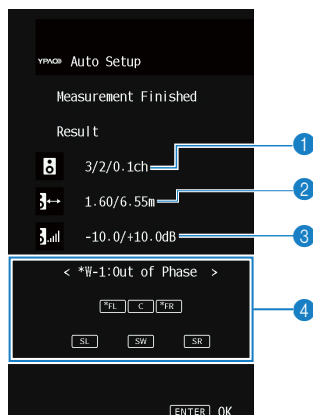 YPAO Auto Setup
Measurement Finished
Result
3/2/0.1ch
1
1.60/6.55m
2
-10.0/+10.0dB
3
< *W-1:Out of Phase >
*FL C *FR
4
SL SW SR
ENTER OK